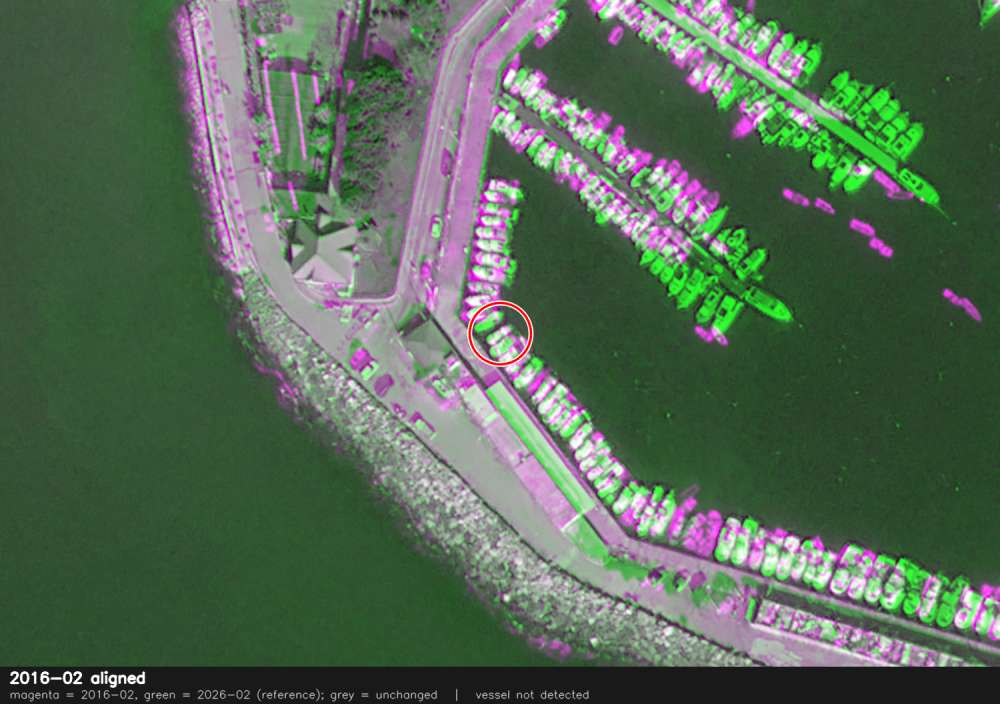 2016-02 aligned
magenta = 2016-02, green = 2026-02 (reference); grey = unchanged | vessel not detected